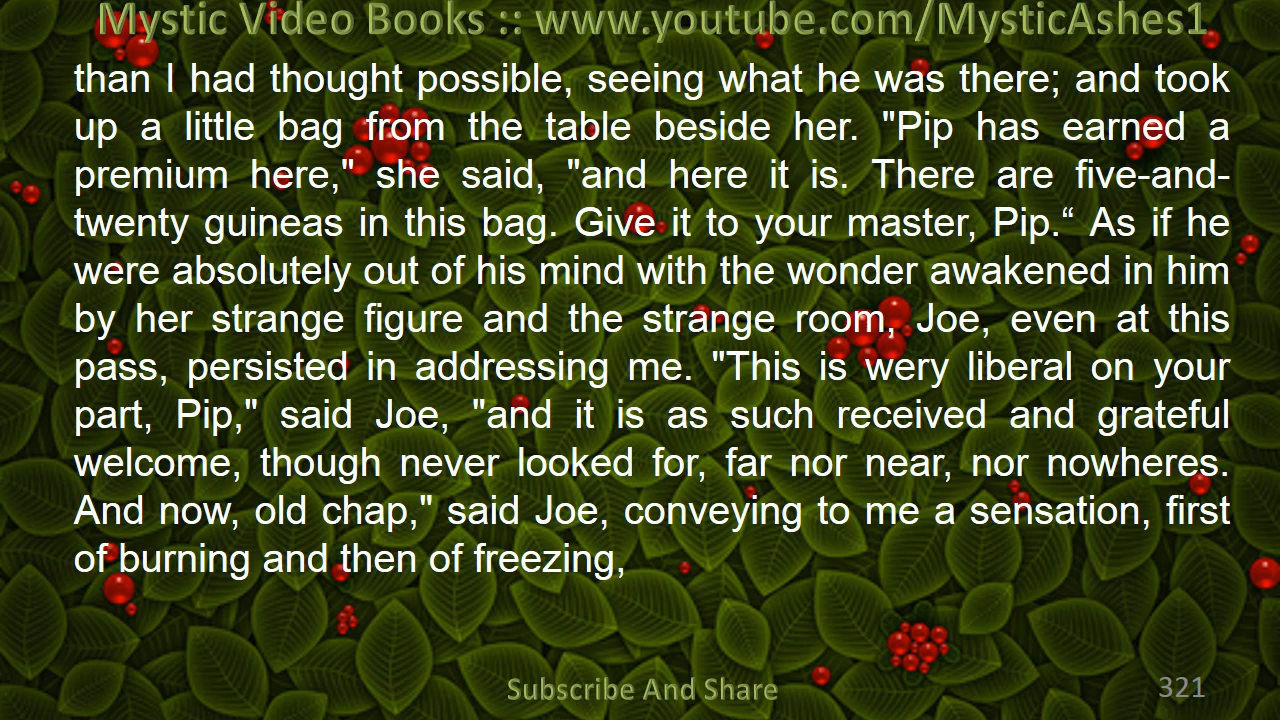 Mystic Video Books :: www.youtube.com/MysticAshes1
than I had thought possible, seeing what he was there; and took
up a little bag from the table beside her. "Pip has earned a
premium here," she said, "and here it is. There are five-and-
twenty guineas in this bag. Give it to your master, Pip.“ As if he
were absolutely out of his mind with the wonder awakened in him
by her strange figure and the strange room, Joe, even at this
pass, persisted in addressing me. "This is wery liberal on your
part, Pip," said Joe, "and it is as such received and grateful
welcome, though never looked for, far nor near, nor nowheres.
And now, old chap," said Joe, conveying to me a sensation, first
of burning and then of freezing,
Subscribe And Share
321